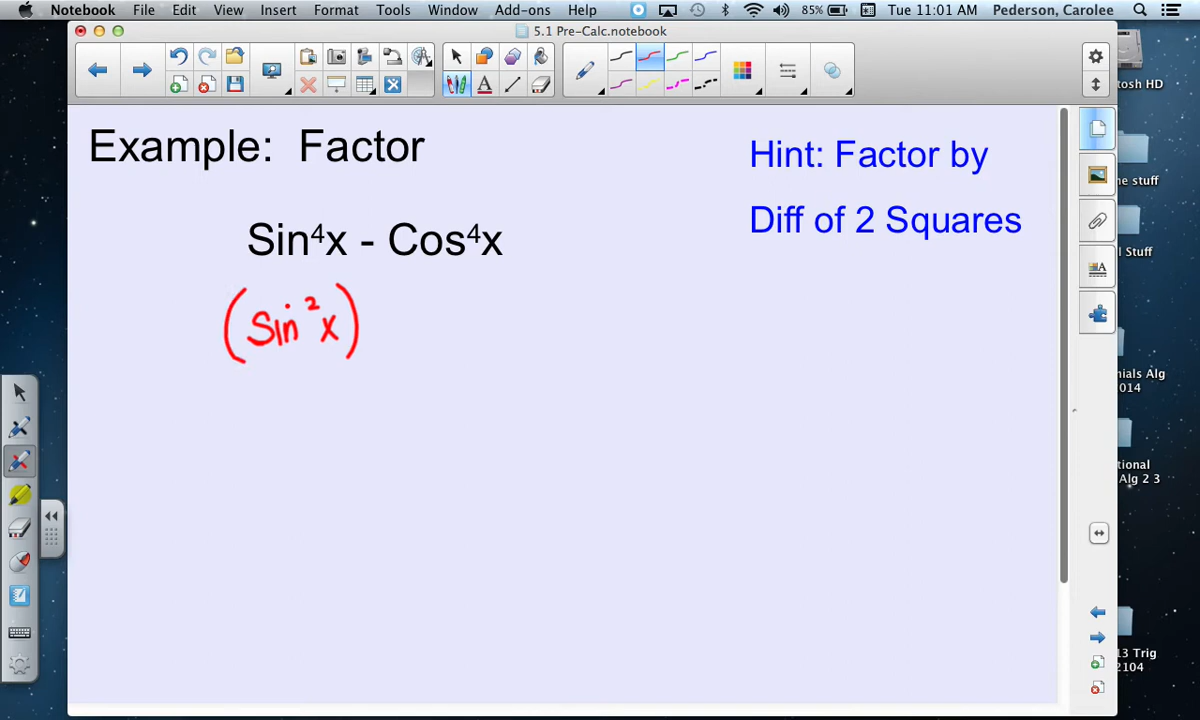 Notebook File Edit View Insert Format Tools Window Add-ons Help 85% Tue 11:01 AM Pederson, Carolee
5.1 Pre-Calc.notebook
tosh HD
Example: Factor
Hint: Factor by
ne stuff
Diff of 2 Squares
Sin⁴x - Cos⁴x
l Stuff
(Sin²x)
nials Alg
014
tional
Alg 2 3
13 Trig
2104